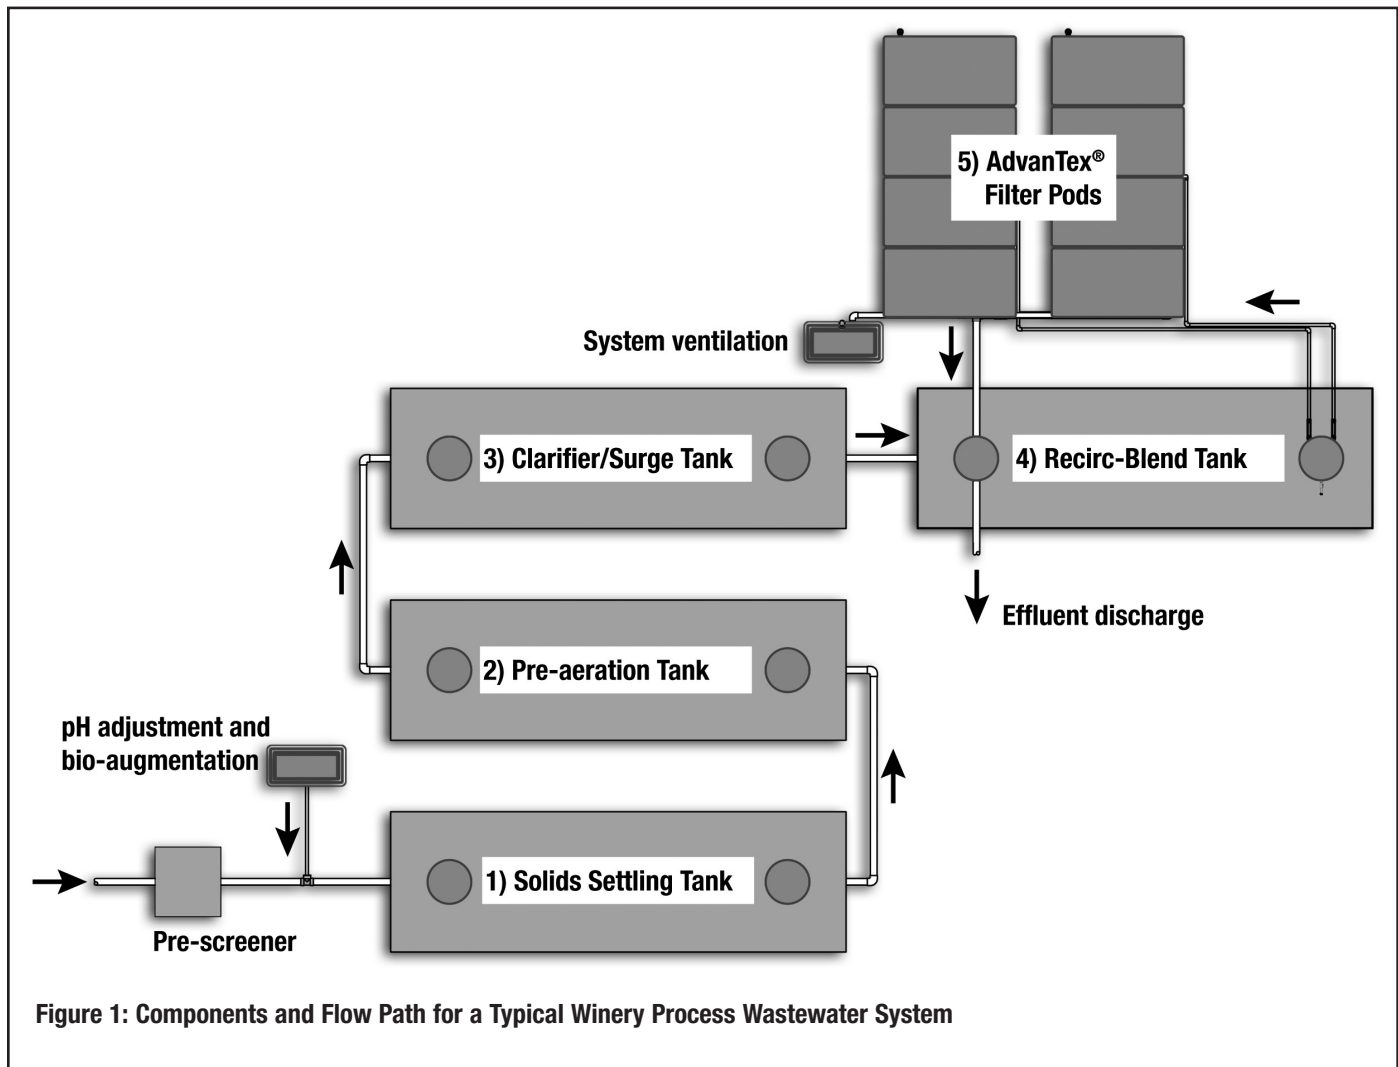 5) AdvanTex®
Filter Pods
System ventilation
3) Clarifier/Surge Tank
4) Recirc-Blend Tank
Effluent discharge
2) Pre-aeration Tank
pH adjustment and
bio-augmentation
1) Solids Settling Tank
Pre-screener
Figure 1: Components and Flow Path for a Typical Winery Process Wastewater System